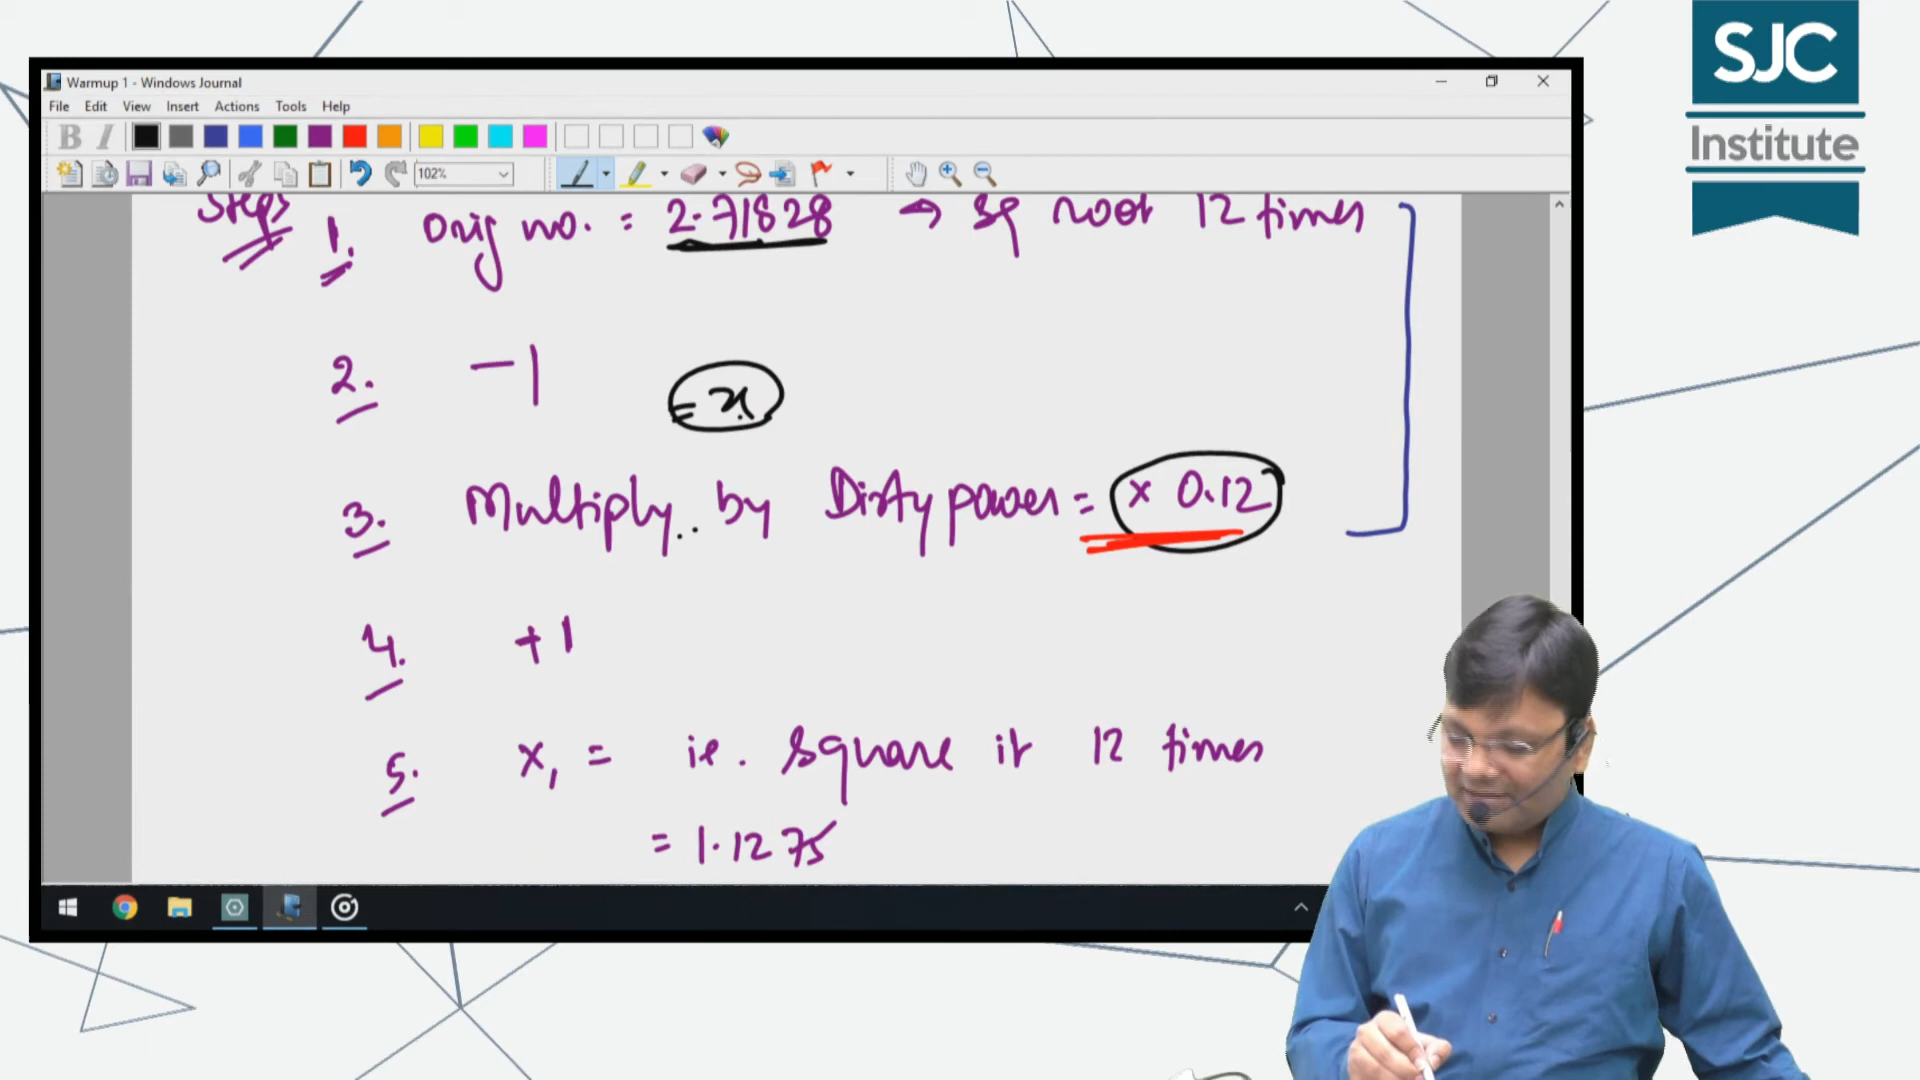 SJC
Institute
Warmup 1 - Windows Journal
File Edit View Insert Actions Tools Help
B I
102%
Steps 1. Orig no. = 2.71828 → Sq root 12 times
2. -1
= x
3. Multiply.. by Dirty power = × 0.12
4. +1
5. x, = ie. square it 12 times
= 1.1275